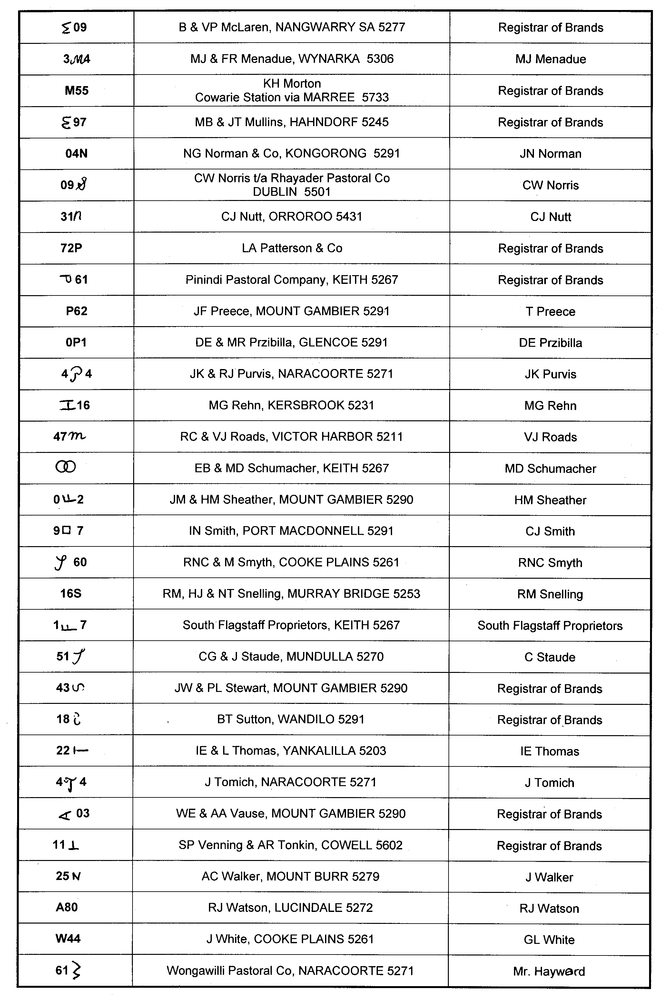 09 B & VP McLaren, NANGWARRY SA 5277 Registrar of Brands
3M4 MJ & FR Menadue, WYNARKA 5306 MJ Menadue
M55 KH Morton
Cowarie Station via MARREE 5733 Registrar of Brands
97 MB & JT Mullins, HAHNDORF 5245 Registrar of Brands
04N NG Norman & Co, KONGORONG 5291 JN Norman
09 CW Norris t/a Rhayader Pastoral Co
DUBLIN 5501 CW Norris
31n CJ Nutt, ORROROO 5431 CJ Nutt
72P LA Patterson & Co Registrar of Brands
61 Pinindi Pastoral Company, KEITH 5267 Registrar of Brands
P62 JF Preece, MOUNT GAMBIER 5291 T Preece
0P1 DE & MR Przibilla, GLENCOE 5291 DE Przibilla
4P4 JK & RJ Purvis, NARACOORTE 5271 JK Purvis
16 MG Rehn, KERSBROOK 5231 MG Rehn
47m RC & VJ Roads, VICTOR HARBOR 5211 VJ Roads
EB & MD Schumacher, KEITH 5267 MD Schumacher
0 2 JM & HM Sheather, MOUNT GAMBIER 5290 HM Sheather
9□ 7 IN Smith, PORT MACDONNELL 5291 CJ Smith
60 RNC & M Smyth, COOKE PLAINS 5261 RNC Smyth
16S RM, HJ & NT Snelling, MURRAY BRIDGE 5253 RM Snelling
1 7 South Flagstaff Proprietors, KEITH 5267 South Flagstaff Proprietors
51 CG & J Staude, MUNDULLA 5270 C Staude
43 JW & PL Stewart, MOUNT GAMBIER 5290 Registrar of Brands
18 BT Sutton, WANDILO 5291 Registrar of Brands
22 IE & L Thomas, YANKALILLA 5203 IE Thomas
4 4 J Tomich, NARACOORTE 5271 J Tomich
03 WE & AA Vause, MOUNT GAMBIER 5290 Registrar of Brands
11 SP Venning & AR Tonkin, COWELL 5602 Registrar of Brands
25 N AC Walker, MOUNT BURR 5279 J Walker
A80 RJ Watson, LUCINDALE 5272 RJ Watson
W44 J White, COOKE PLAINS 5261 GL White
61 Wongawilli Pastoral Co, NARACOORTE 5271 Mr. Hayward